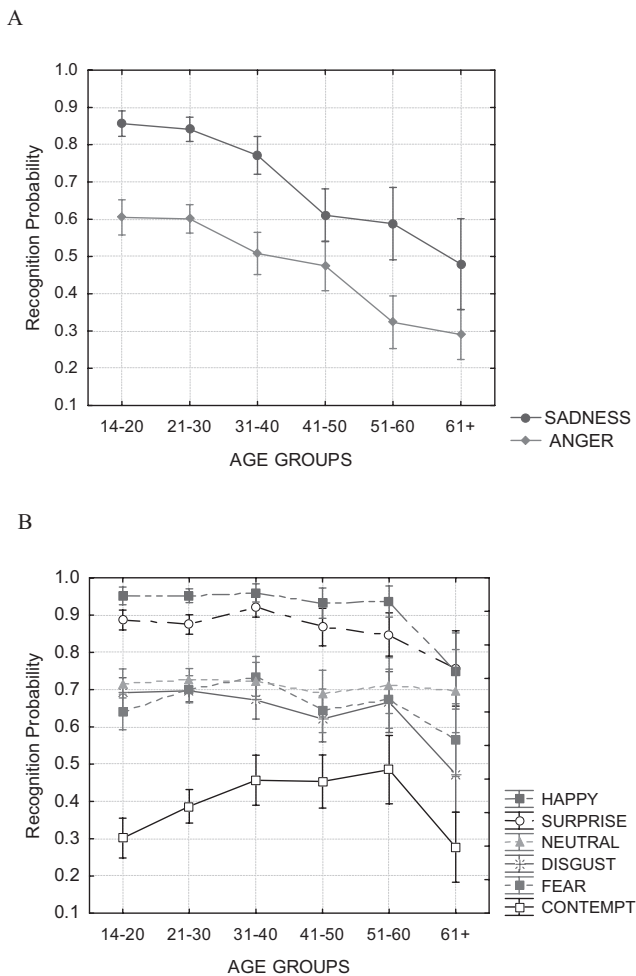 A
1.0
0.9
0.8
0.7
0.6
0.5
0.4
0.3
0.2
0.1
Recognition Probability
14-20 21-30 31-40 41-50 51-60 61+
AGE GROUPS
SADNESS
ANGER
B
1.0
0.9
0.8
0.7
0.6
0.5
0.4
0.3
0.2
0.1
Recognition Probability
14-20 21-30 31-40 41-50 51-60 61+
AGE GROUPS
HAPPY
SURPRISE
NEUTRAL
DISGUST
FEAR
CONTEMPT